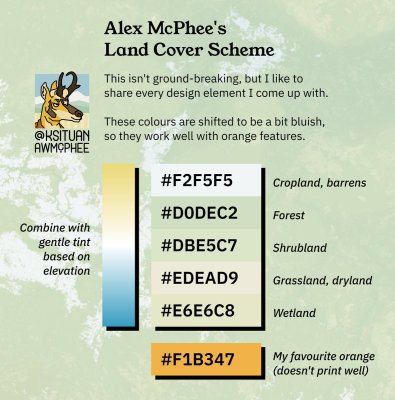 Alex McPhee's
Land Cover Scheme
This isn't ground-breaking, but I like to
share every design element I come up with.
These colours are shifted to be a bit bluish,
so they work well with orange features.
@KSITUAN
AWMCPHEE
Combine with
gentle tint
based on
elevation
#F2F5F5
Cropland, barrens
#D0DEC2
Forest
#DBE5C7
Shrubland
#EDEAD9
Grassland, dryland
#E6E6C8
Wetland
#F1B347
My favourite orange
(doesn't print well)